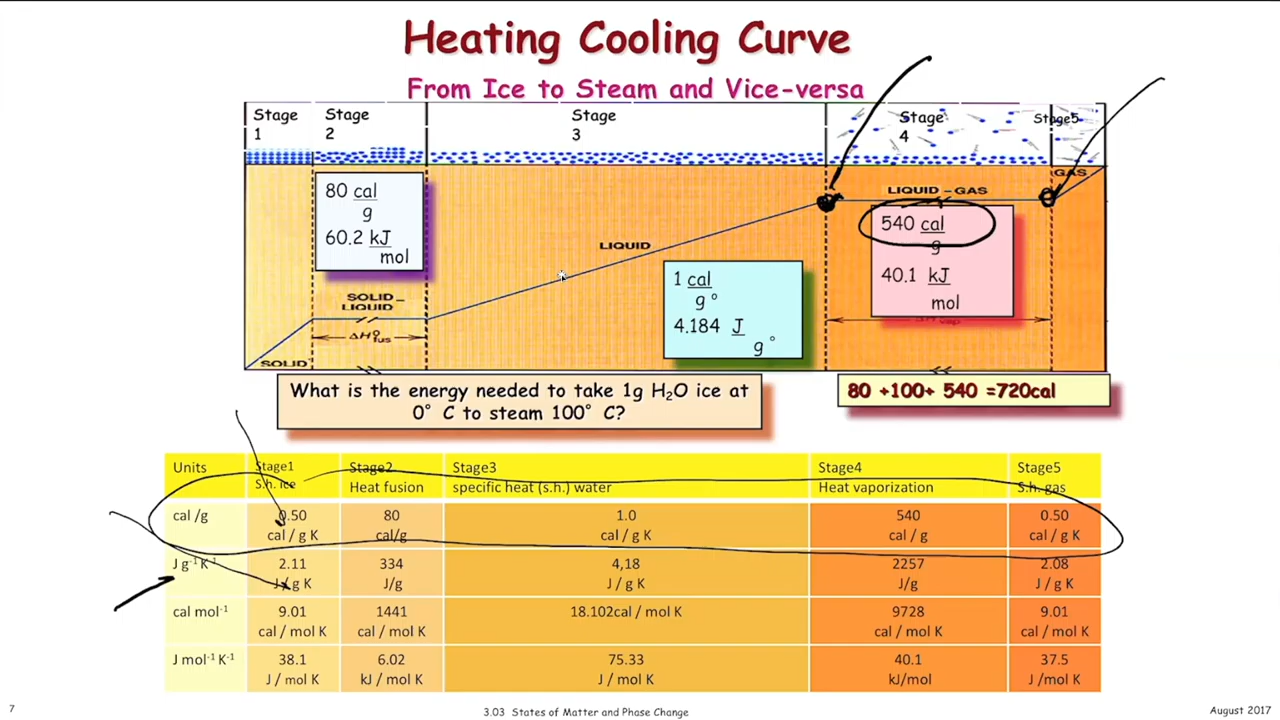 Heating Cooling Curve
From Ice to Steam and Vice-versa
Stage 1
Stage 2
Stage 3
Stage 4
Stage5
GAS
80 cal
g
60.2 kJ
mol
LIQUID-GAS
540 cal
g
40.1 kJ
mol
LIQUID
1 cal
g °
4.184 J
g °
SOLID-
LIQUID
ΔH°fus
SOLID
What is the energy needed to take 1g H₂O ice at
0° C to steam 100° C?
80 +100+ 540 =720cal
Units Stage1 Stage2 Stage3 Stage4 Stage5
S.h. ice Heat fusion specific heat (s.h.) water Heat vaporization S.h. gas
cal /g 0.50 80 1.0 540 0.50
cal / g K cal/g cal / g K cal / g cal / g K
J g⁻¹ K⁻¹ 2.11 334 4,18 2257 2.08
J / g K J/g J / g K J/g J / g K
cal mol⁻¹ 9.01 1441 18.102cal / mol K 9728 9.01
cal / mol K cal / mol K cal / mol K cal / mol K
J mol⁻¹ K⁻¹ 38.1 6.02 75.33 40.1 37.5
J / mol K kJ / mol K J / mol K kJ/mol J /mol K
7
3.03 States of Matter and Phase Change
August 2017